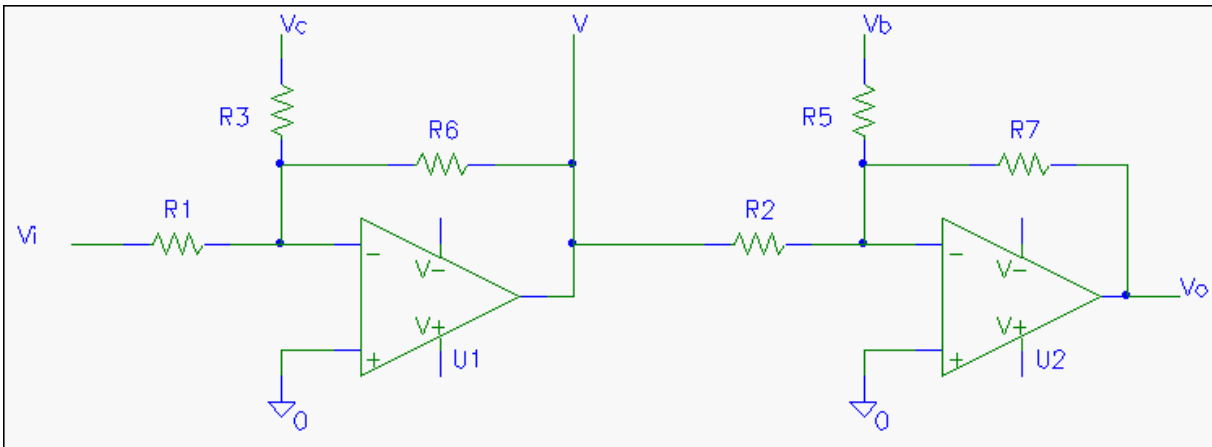 Vc V Vb
R3 R5
R6 R7
R1 R2
Vi
- -
V- V-
Vo
V+ V+
+ U1 + U2
0 0